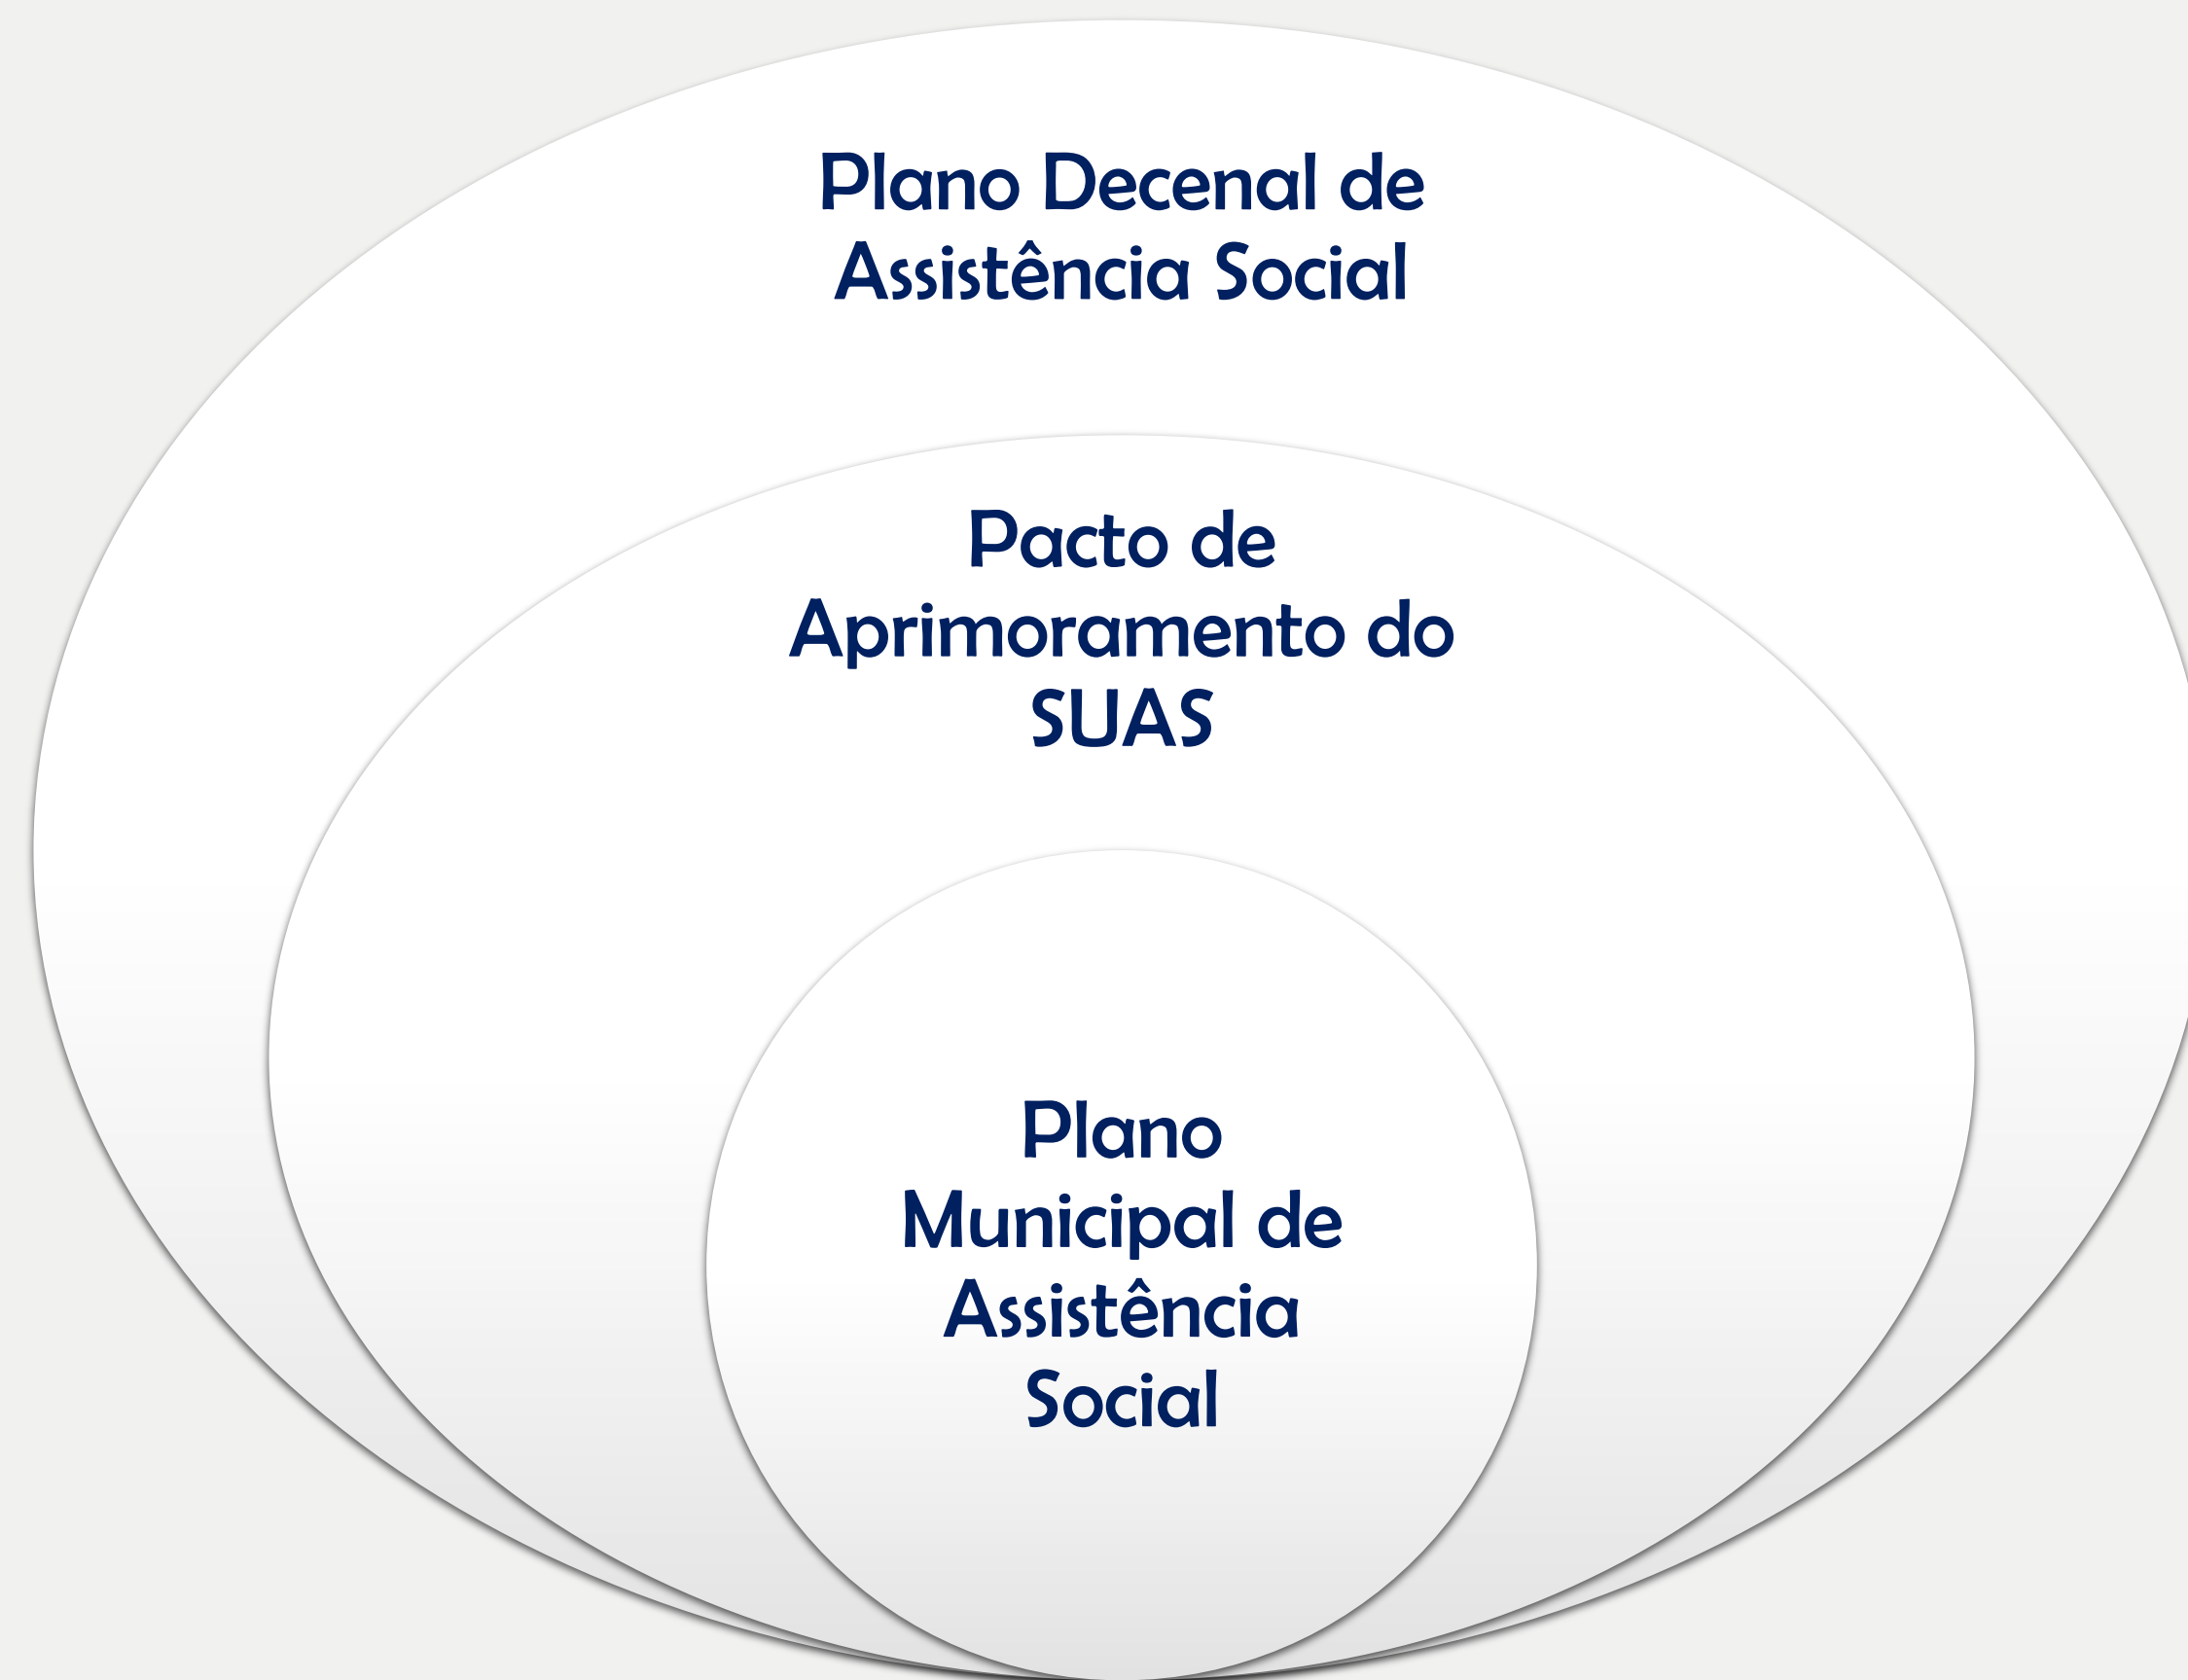 Plano Decenal de
Assistência Social
Pacto de
Aprimoramento do
SUAS
Plano
Municipal de
Assistência
Social